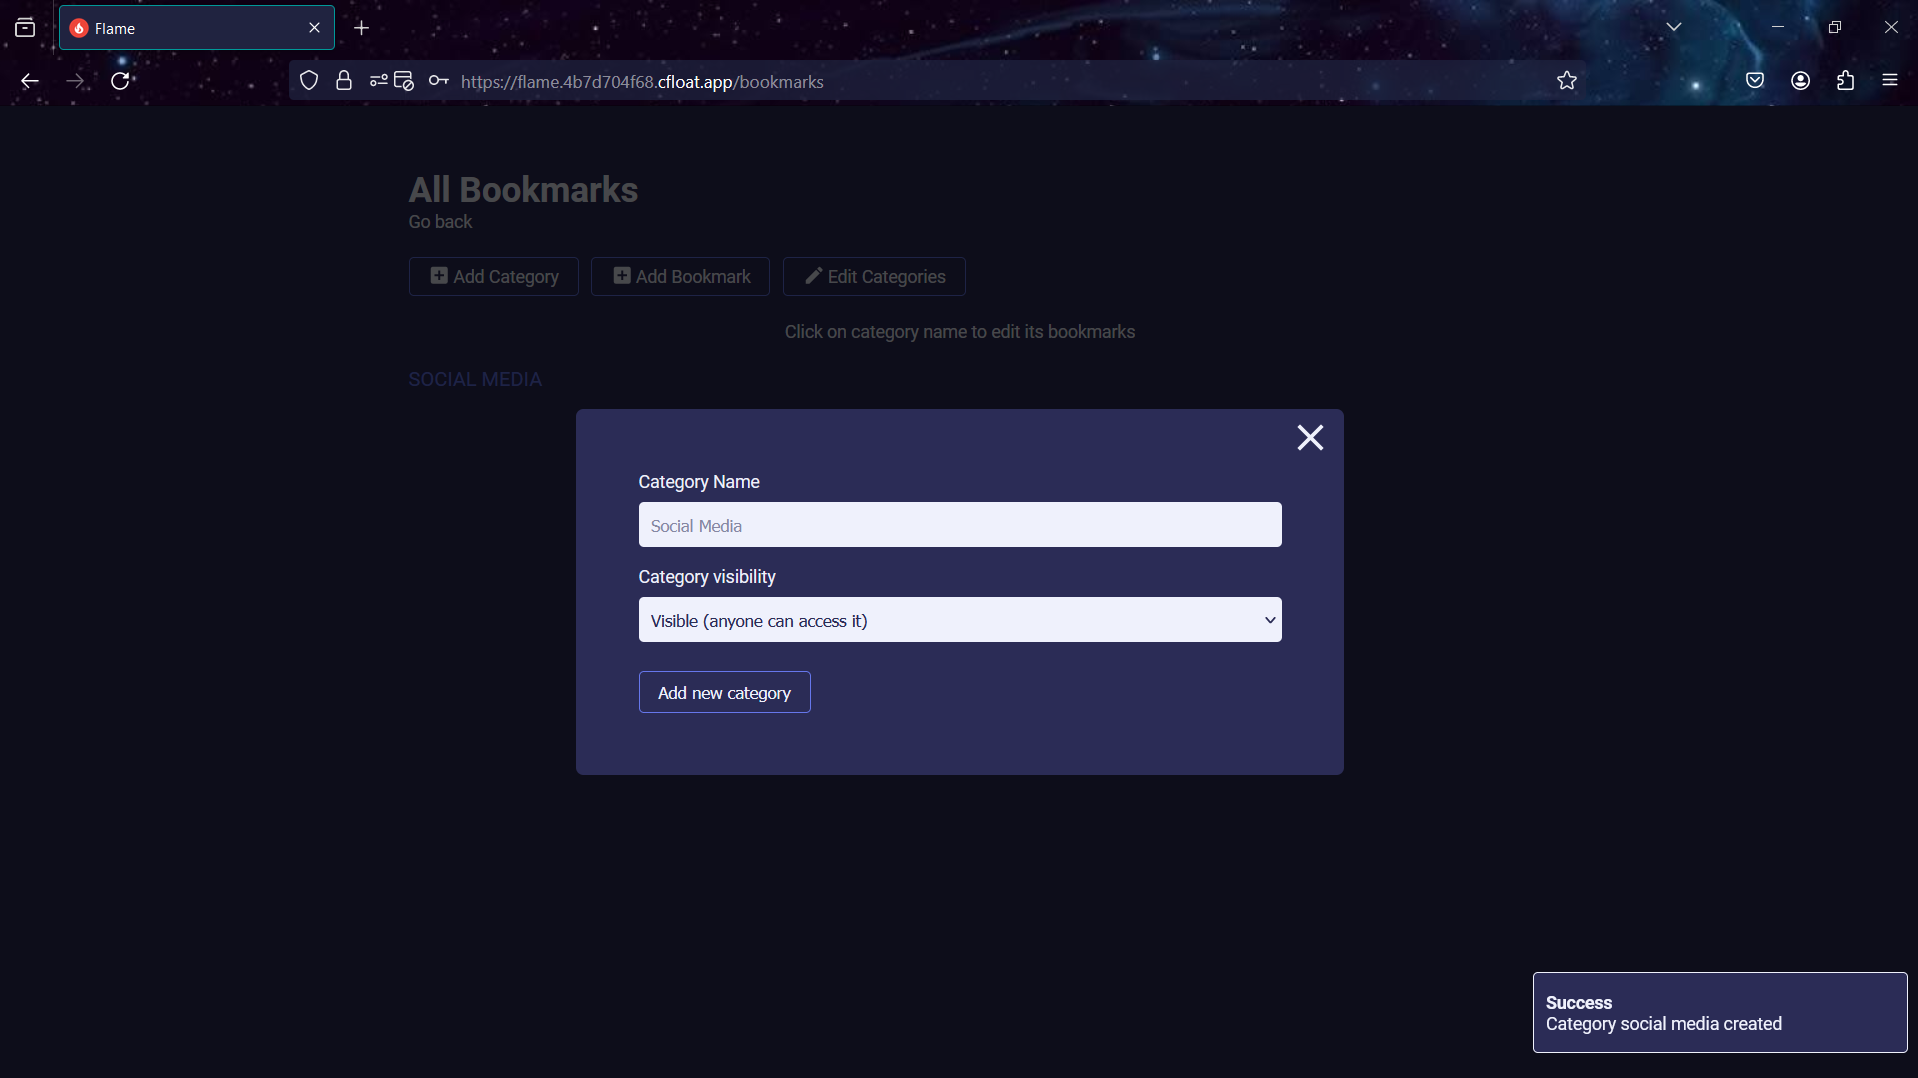 Flame
https://flame.4b7d704f68.cfloat.app/bookmarks
All Bookmarks
Go back
Add Category
Add Bookmark
Edit Categories
Click on category name to edit its bookmarks
SOCIAL MEDIA
Category Name
Social Media
Category visibility
Visible (anyone can access it)
Add new category
Success
Category social media created